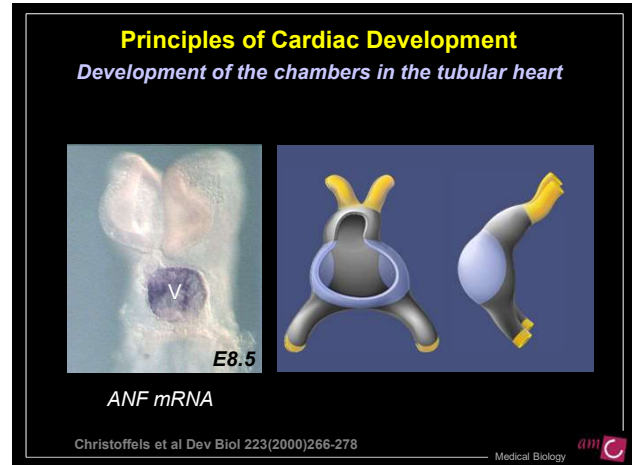 Principles of Cardiac Development
Development of the chambers in the tubular heart
V
E8.5
ANF mRNA
Christoffels et al Dev Biol 223(2000)266-278
Medical Biology
amC